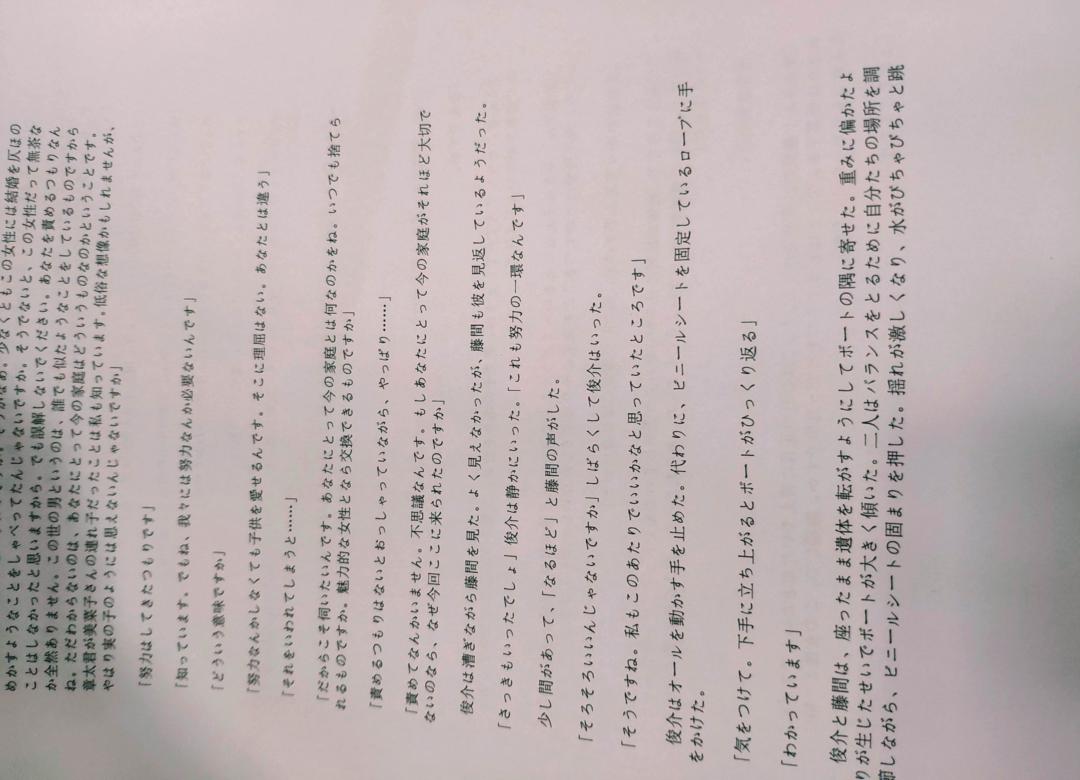 めかすようなことをしゃべってたんじゃないですか。そうでないと、この女性だって無茶な
ことはしなかったと思いますから。でも誤解しないでください。あなたを責めるつもりなん
か全然ありません。この世の男というのは、誰でも似たようなことをしているものですから
ね。ただわからないのは、あなたにとって今の家庭はどういうものなのかということです。
章太君が美菜子さんの連れ子だったことは私も知っています。低俗な想像かもしれませんが、
やはり実の子のようには思えないんじゃないですか」
「努力はしてきたつもりです」
「知っています。でもね、我々には努力なんか必要ないんです」
「どういう意味ですか」
「努力なんかしなくても子供を愛せるんです。そこに理屈はない。あなたとは違う」
「それをいわれてしまうと……」
「だからこそ伺いたいんです。あなたにとって今の家庭とは何なのかをね。いつでも捨てら
れるものですか。魅力的な女性となら交換できるものですか」
「責めるつもりはないとおっしゃっていながら、やっぱり……」
「責めてなんかいません。不思議なんです。もしあなたにとって今の家庭がそれほど大切で
ないのなら、なぜ今回ここに来られたのですか」
俊介は漕ぎながら藤間を見た。よく見えなかったが、藤間も彼を見返しているようだった。
「さっきもいったでしょ」俊介は静かにいった。「これも努力の一環なんです」
少し間があって、「なるほど」と藤間の声がした。
「そろそろいいんじゃないですか」しばらくして俊介はいった。
「そうですね。私もこのあたりでいいかなと思っていたところです」
俊介はオールを動かす手を止めた。代わりに、ビニールシートを固定しているロープに手
をかけた。
「気をつけて。下手に立ち上がるとボートがひっくり返る」
「わかっています」
俊介と藤間は、座ったまま遺体を転がすようにしてボートの隅に寄せた。重みに偏かたよ
りが生じたせいでボートが大きく傾いた。二人はバランスをとるために自分たちの場所を調
節しながら、ビニールシートの固まりを押した。揺れが激しくなり、水がぴちゃぴちゃと跳